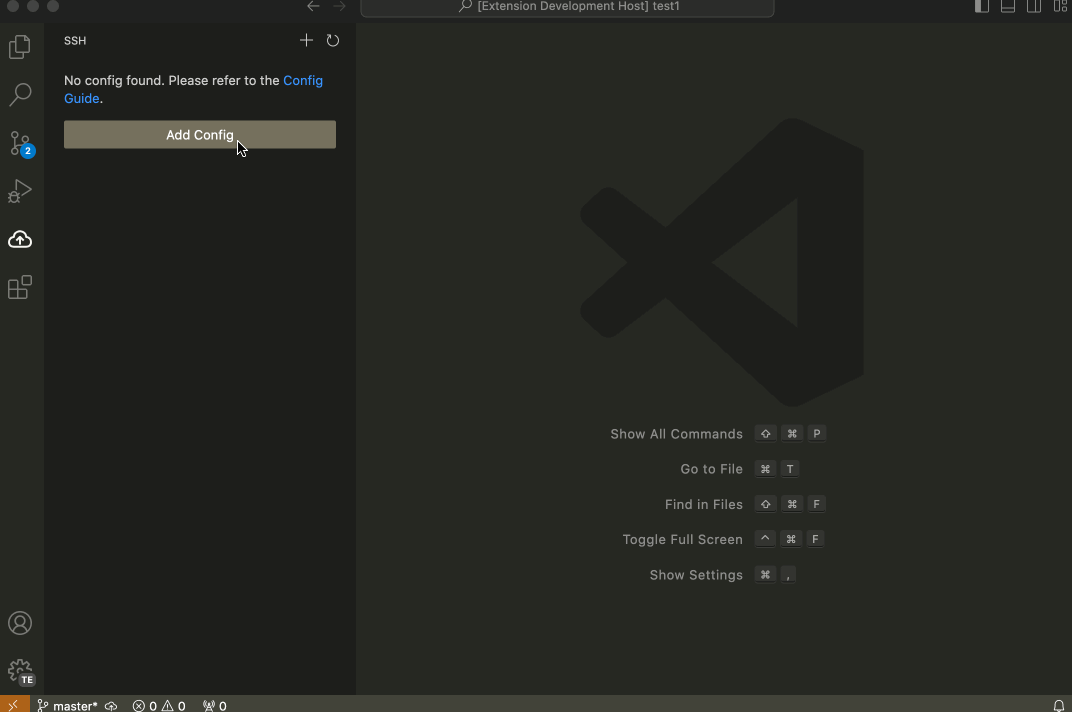 [Extension Development Host] test1
SSH
No config found. Please refer to the Config
Guide.
Add Config
2
Show All Commands ⇧ ⌘ P
Go to File ⌘ T
Find in Files ⇧ ⌘ F
Toggle Full Screen ^ ⌘ F
Show Settings ⌘ ,
TE
master* 0 0 0